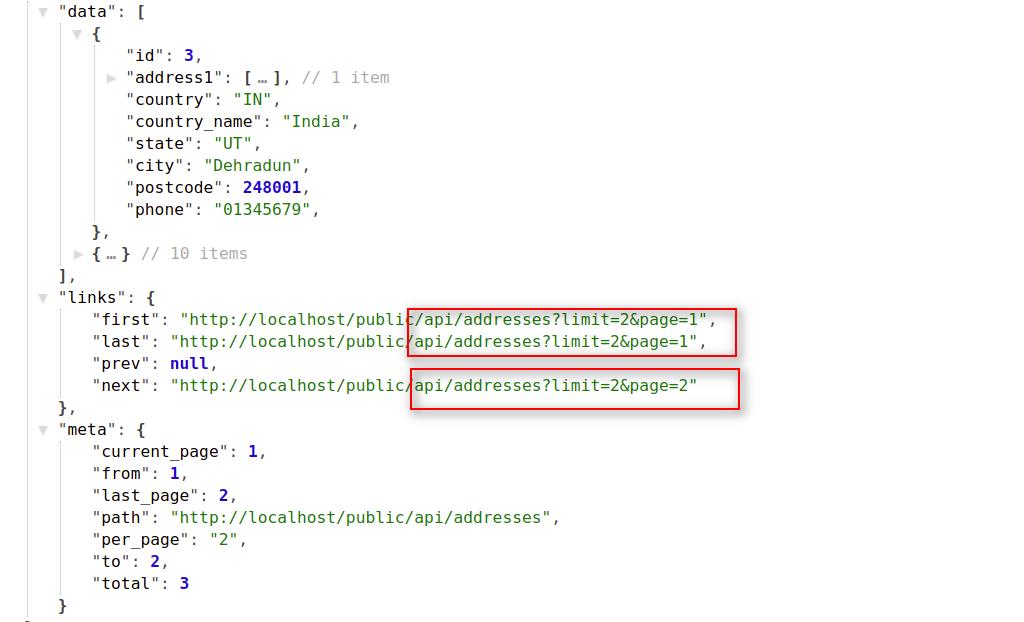 "data": [
{
"id": 3,
"address1": [ … ], // 1 item
"country": "IN",
"country_name": "India",
"state": "UT",
"city": "Dehradun",
"postcode": 248001,
"phone": "01345679",
},
{ … } // 10 items
],
"links": {
"first": "http://localhost/public/api/addresses?limit=2&page=1",
"last": "http://localhost/public/api/addresses?limit=2&page=1",
"prev": null,
"next": "http://localhost/public/api/addresses?limit=2&page=2"
},
"meta": {
"current_page": 1,
"from": 1,
"last_page": 2,
"path": "http://localhost/public/api/addresses",
"per_page": "2",
"to": 2,
"total": 3
}